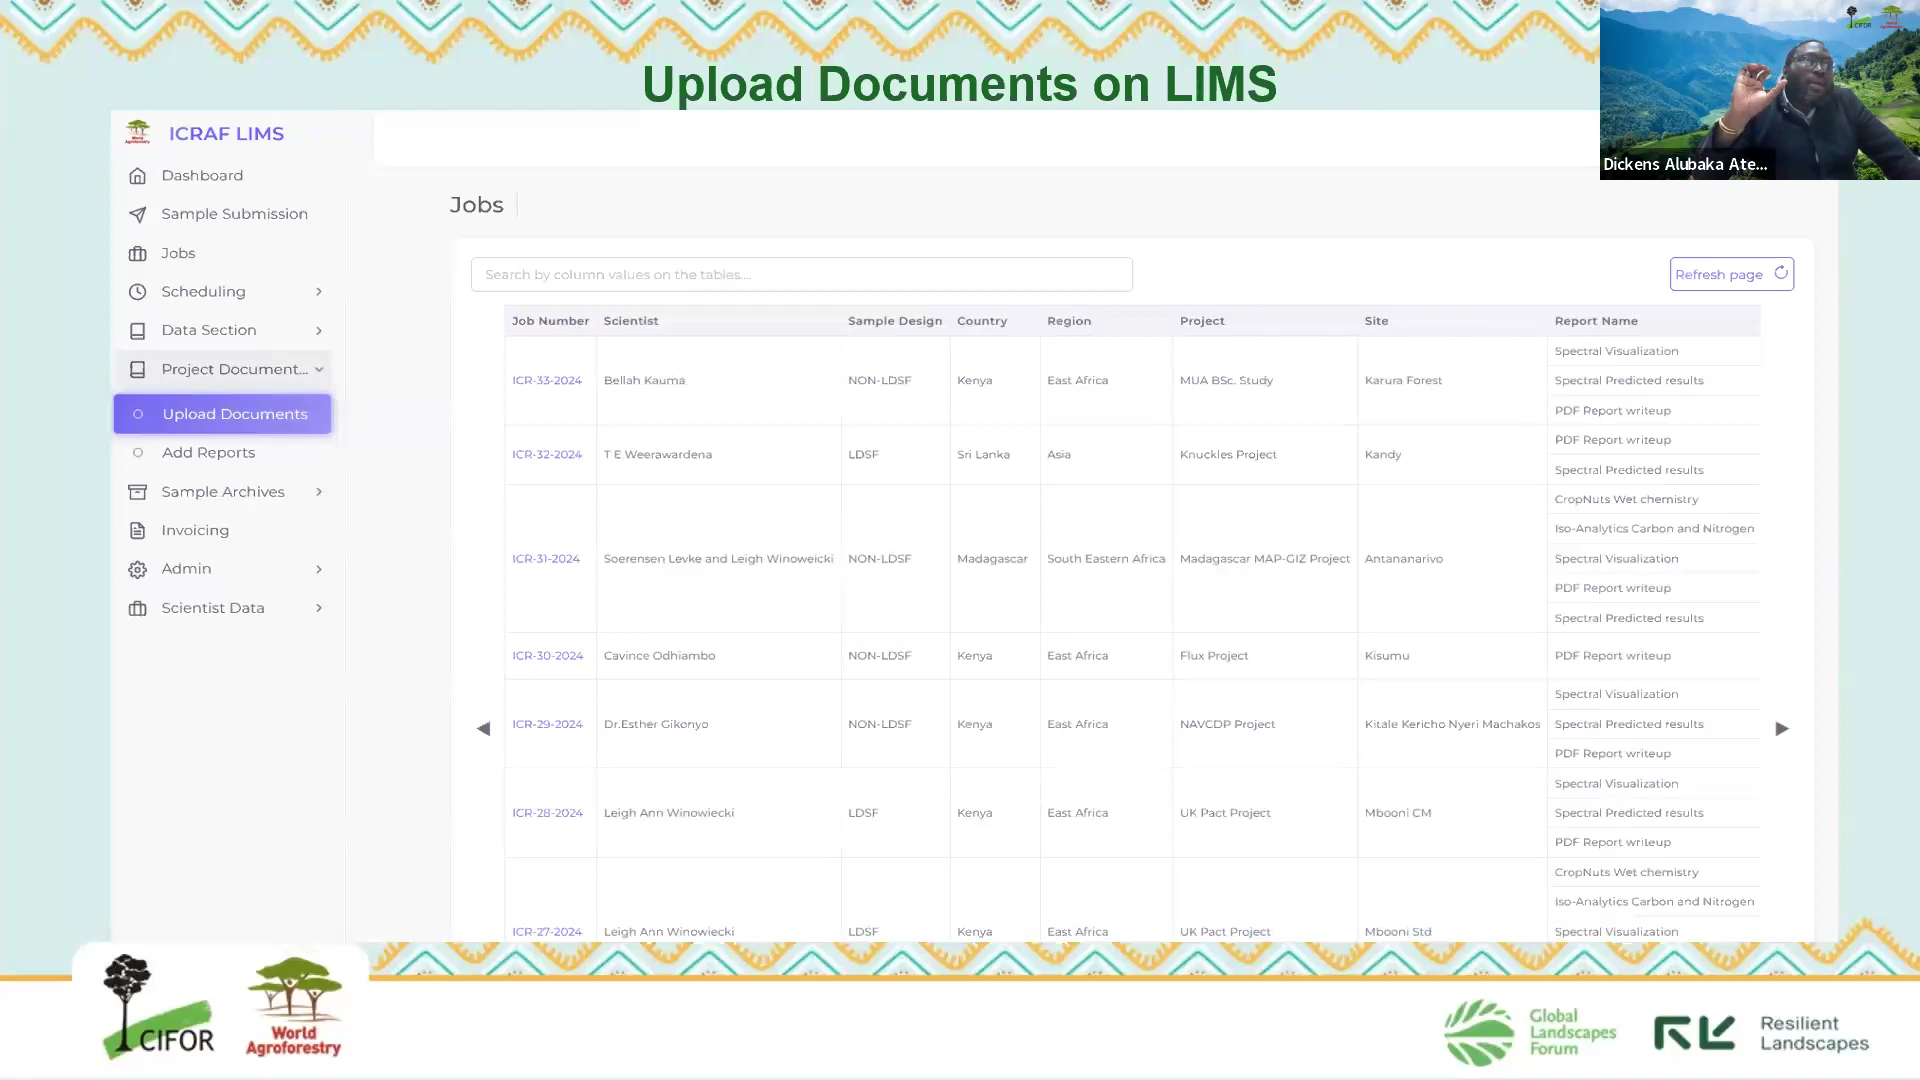 Upload Documents on LIMS
CIFOR
Dickens Alubaka Ate...
ICRAF LIMS
Dashboard
Sample Submission
Jobs
Scheduling
Data Section
Project Document...
Upload Documents
Add Reports
Sample Archives
Invoicing
Admin
Scientist Data
Jobs
Search by column values on the tables....
Refresh page
Job Number Scientist Sample Design Country Region Project Site Report Name
ICR-33-2024 Bellah Kauma NON-LDSF Kenya East Africa MUA BSc. Study Karura Forest
Spectral Visualization
Spectral Predicted results
PDF Report writeup
ICR-32-2024 T E Weerawardena LDSF Sri Lanka Asia Knuckles Project Kandy
PDF Report writeup
Spectral Predicted results
ICR-31-2024 Soerensen Levke and Leigh Winoweicki NON-LDSF Madagascar South Eastern Africa Madagascar MAP-GIZ Project Antananarivo
CropNuts Wet chemistry
Iso-Analytics Carbon and Nitrogen
Spectral Visualization
PDF Report writeup
Spectral Predicted results
ICR-30-2024 Cavince Odhiambo NON-LDSF Kenya East Africa Flux Project Kisumu
PDF Report writeup
ICR-29-2024 Dr.Esther Gikonyo NON-LDSF Kenya East Africa NAVCDP Project Kitale Kericho Nyeri Machakos
Spectral Visualization
Spectral Predicted results
PDF Report writeup
ICR-28-2024 Leigh Ann Winowiecki LDSF Kenya East Africa UK Pact Project Mbooni CM
Spectral Visualization
Spectral Predicted results
PDF Report writeup
ICR-27-2024 Leigh Ann Winowiecki LDSF Kenya East Africa UK Pact Project Mbooni Std
CropNuts Wet chemistry
Iso-Analytics Carbon and Nitrogen
Spectral Visualization
CIFOR
World
Agroforestry
Global
Landscapes
Forum
Resilient
Landscapes